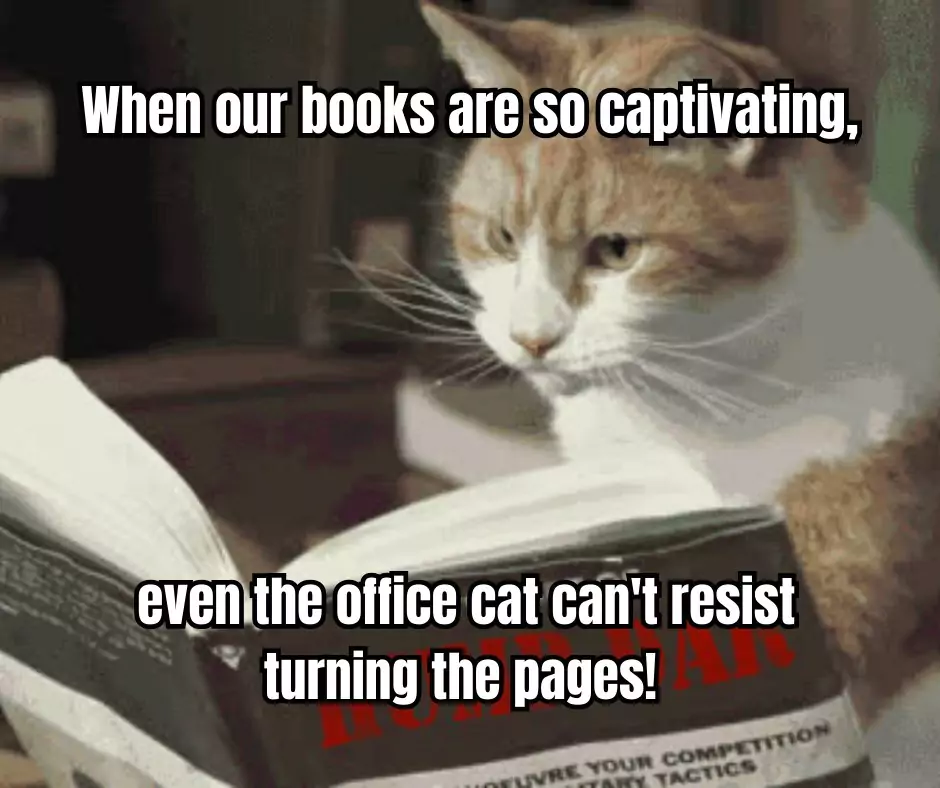 When our books are so captivating,
even the office cat can't resist
turning the pages!
YOUR COMPETITION
TACTICS